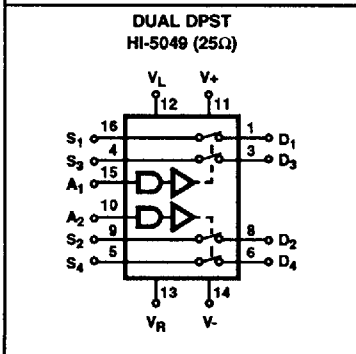 DUAL DPST
HI-5049 (25Ω)
VL V+
12 11
S1 16 1 D1
S3 4 3 D3
A1 15
A2 10
S2 9 8 D2
S4 5 6 D4
13 14
VR V-